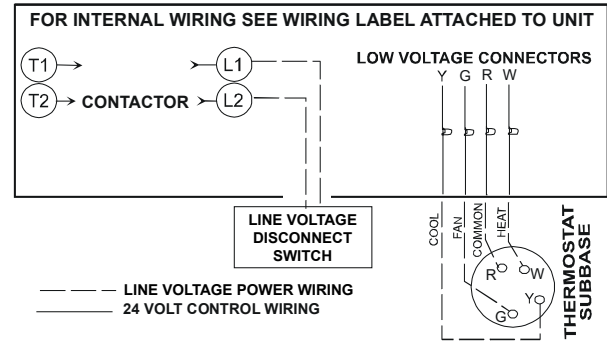 FOR INTERNAL WIRING SEE WIRING LABEL ATTACHED TO UNIT
T1 L1
T2 CONTACTOR L2
LOW VOLTAGE CONNECTORS
Y G R W
LINE VOLTAGE
DISCONNECT
SWITCH
COOL
FAN
COMMON
HEAT
R W
Y
G
THERMOSTAT
SUBBASE
LINE VOLTAGE POWER WIRING
24 VOLT CONTROL WIRING